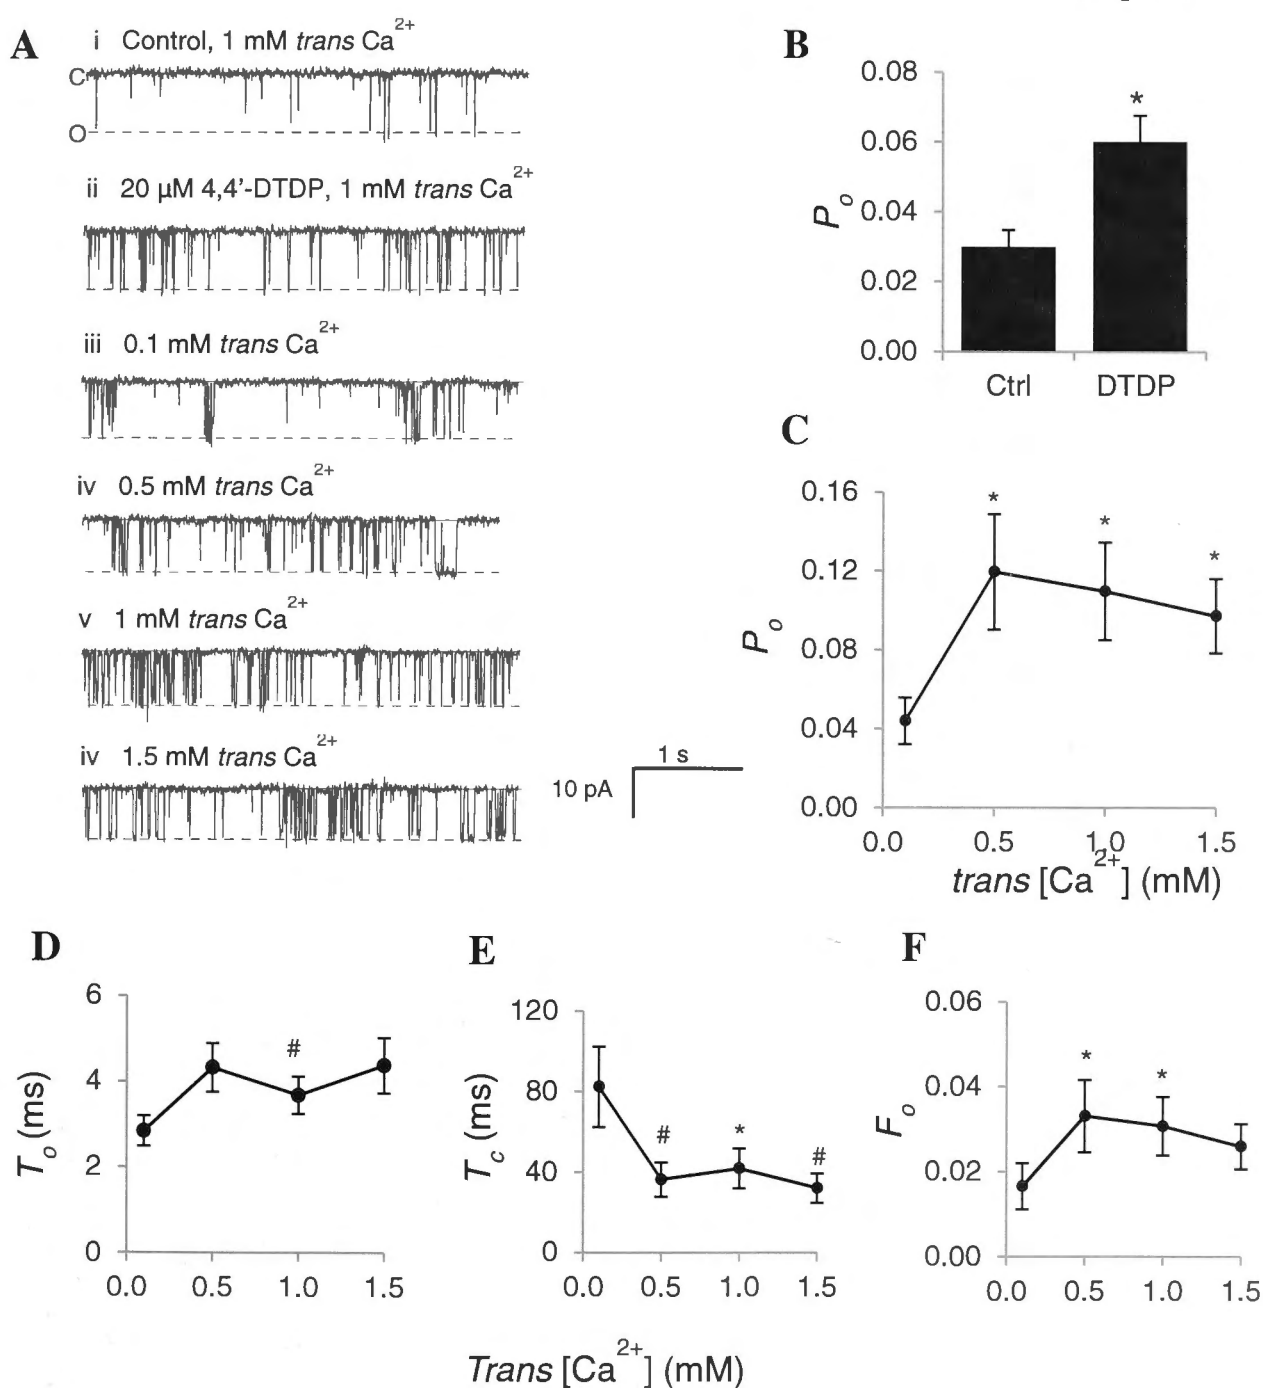 A
i Control, 1 mM trans Ca2+
C
O
ii 20 µM 4,4'-DTDP, 1 mM trans Ca2+
iii 0.1 mM trans Ca2+
iv 0.5 mM trans Ca2+
v 1 mM trans Ca2+
iv 1.5 mM trans Ca2+
1 s
10 pA
B
Po
0.08
0.06
0.04
0.02
0.00
*
Ctrl DTDP
C
Po
0.16
0.12
0.08
0.04
0.00
* * *
0.0 0.5 1.0 1.5
trans [Ca2+] (mM)
D
To (ms)
6
4
2
0
#
0.0 0.5 1.0 1.5
E
Tc (ms)
120
80
40
0
# * #
0.0 0.5 1.0 1.5
F
Fo
0.06
0.04
0.02
0.00
* *
0.0 0.5 1.0 1.5
Trans [Ca2+] (mM)